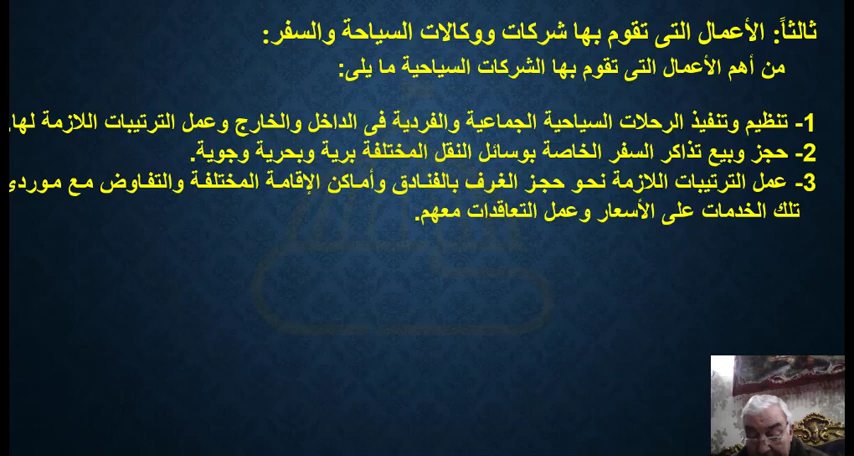 ثالثاً: الأعمال التى تقوم بها شركات ووكالات السياحة والسفر:
من أهم الأعمال التى تقوم بها الشركات السياحية ما يلى:
1- تنظيم وتنفيذ الرحلات السياحية الجماعية والفردية فى الداخل والخارج وعمل الترتيبات اللازمة لها.
2- حجز وبيع تذاكر السفر الخاصة بوسائل النقل المختلفة برية وبحرية وجوية.
3- عمل الترتيبات اللازمة نحو حجز الغرف بالفنادق وأماكن الإقامة المختلفة والتفاوض مع موردى
تلك الخدمات على الأسعار وعمل التعاقدات معهم.